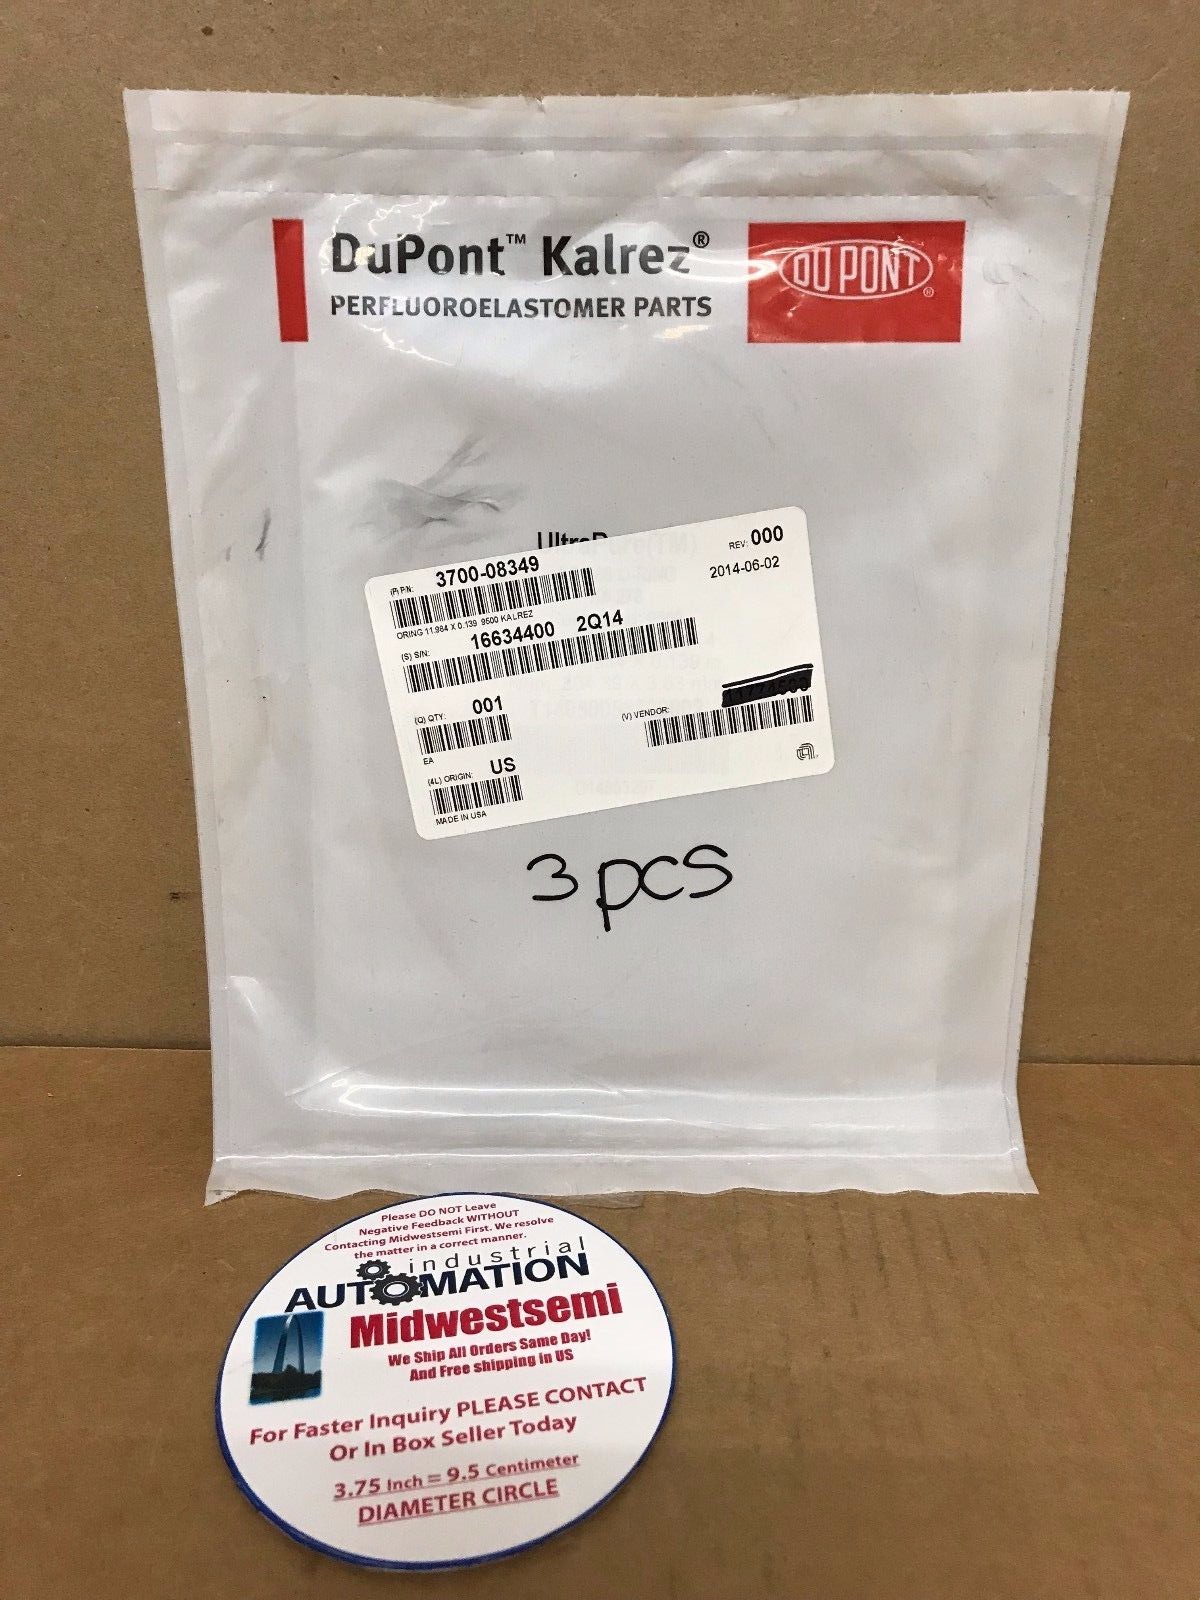 DuPont™ Kalrez®
PERFLUOROELASTOMER PARTS
DU PONT®
(P) P/N: 3700-08349
REV: 000
2014-06-02
ORING 11.984 X 0.139 9500 KALREZ
(S) S/N: 16634400 2Q14
(Q) QTY: 001
EA
(V) VENDOR:
(4L) ORIGIN: US
MADE IN USA
3 pcs
Please DO NOT Leave
Negative Feedback WITHOUT
Contacting Midwestsemi First. We resolve
the matter in a correct manner.
industrial
AUTOMATION
Midwestsemi
We Ship All Orders Same Day!
And Free shipping in US
For Faster Inquiry PLEASE CONTACT
Or In Box Seller Today
3.75 Inch = 9.5 Centimeter
DIAMETER CIRCLE